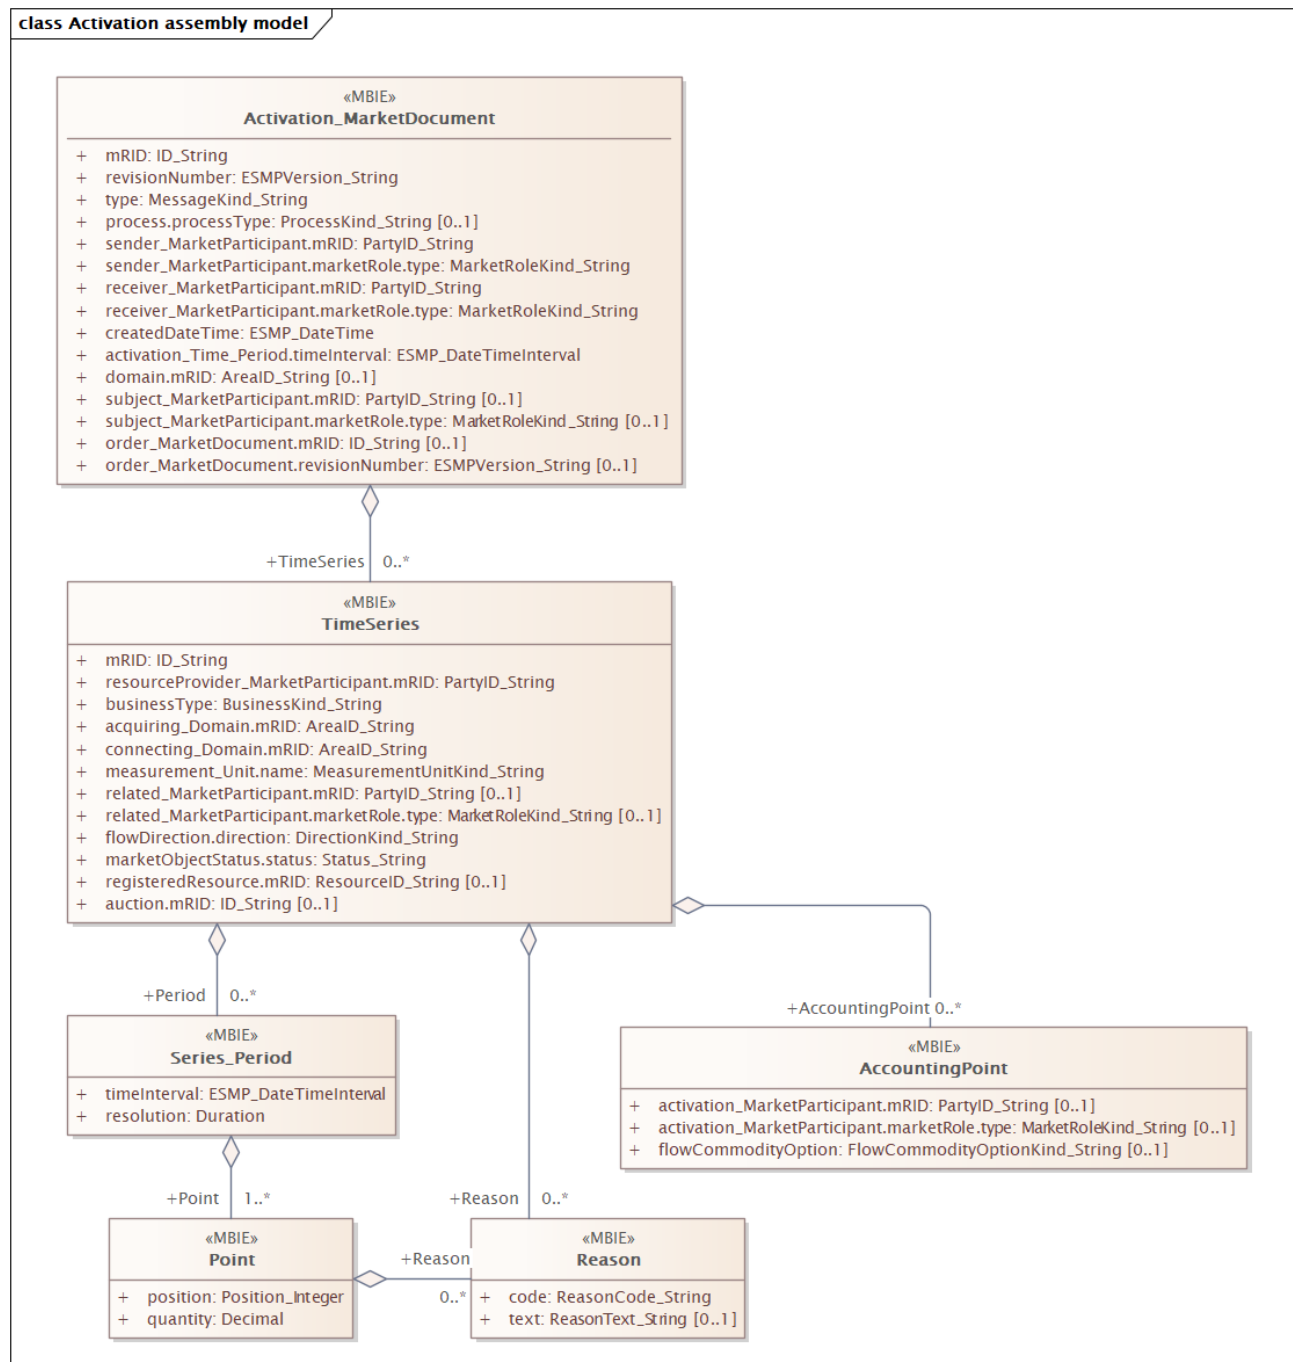 class Activation assembly model
«MBIE»
Activation_MarketDocument
+ mRID: ID_String
+ revisionNumber: ESMPVersion_String
+ type: MessageKind_String
+ process.processType: ProcessKind_String [0..1]
+ sender_MarketParticipant.mRID: PartyID_String
+ sender_MarketParticipant.marketRole.type: MarketRoleKind_String
+ receiver_MarketParticipant.mRID: PartyID_String
+ receiver_MarketParticipant.marketRole.type: MarketRoleKind_String
+ createdDateTime: ESMP_DateTime
+ activation_Time_Period.timeInterval: ESMP_DateTimeInterval
+ domain.mRID: AreaID_String [0..1]
+ subject_MarketParticipant.mRID: PartyID_String [0..1]
+ subject_MarketParticipant.marketRole.type: MarketRoleKind_String [0..1]
+ order_MarketDocument.mRID: ID_String [0..1]
+ order_MarketDocument.revisionNumber: ESMPVersion_String [0..1]
+TimeSeries 0..*
«MBIE»
TimeSeries
+ mRID: ID_String
+ resourceProvider_MarketParticipant.mRID: PartyID_String
+ businessType: BusinessKind_String
+ acquiring_Domain.mRID: AreaID_String
+ connecting_Domain.mRID: AreaID_String
+ measurement_Unit.name: MeasurementUnitKind_String
+ related_MarketParticipant.mRID: PartyID_String [0..1]
+ related_MarketParticipant.marketRole.type: MarketRoleKind_String [0..1]
+ flowDirection.direction: DirectionKind_String
+ marketObjectStatus.status: Status_String
+ registeredResource.mRID: ResourceID_String [0..1]
+ auction.mRID: ID_String [0..1]
+Period 0..*
+AccountingPoint 0..*
«MBIE»
Series_Period
+ timeInterval: ESMP_DateTimeInterval
+ resolution: Duration
«MBIE»
AccountingPoint
+ activation_MarketParticipant.mRID: PartyID_String [0..1]
+ activation_MarketParticipant.marketRole.type: MarketRoleKind_String [0..1]
+ flowCommodityOption: FlowCommodityOptionKind_String [0..1]
+Point 1..*
+Reason 0..*
«MBIE»
Point
+ position: Position_Integer
+ quantity: Decimal
+Reason
0..*
«MBIE»
Reason
+ code: ReasonCode_String
+ text: ReasonText_String [0..1]